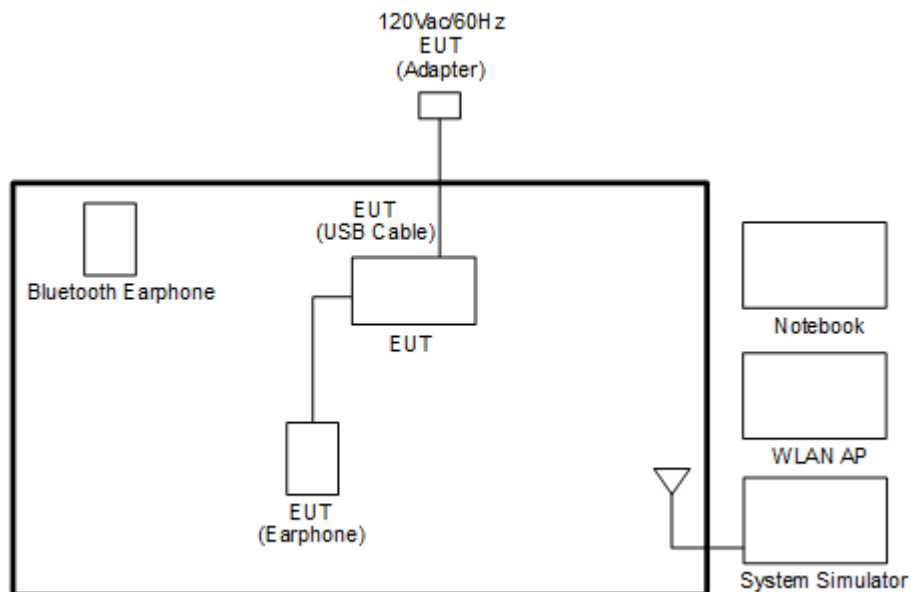 120Vac/60Hz
EUT
(Adapter)
EUT
(USB Cable)
Bluetooth Earphone
EUT
Notebook
WLAN AP
EUT
(Earphone)
System Simulator